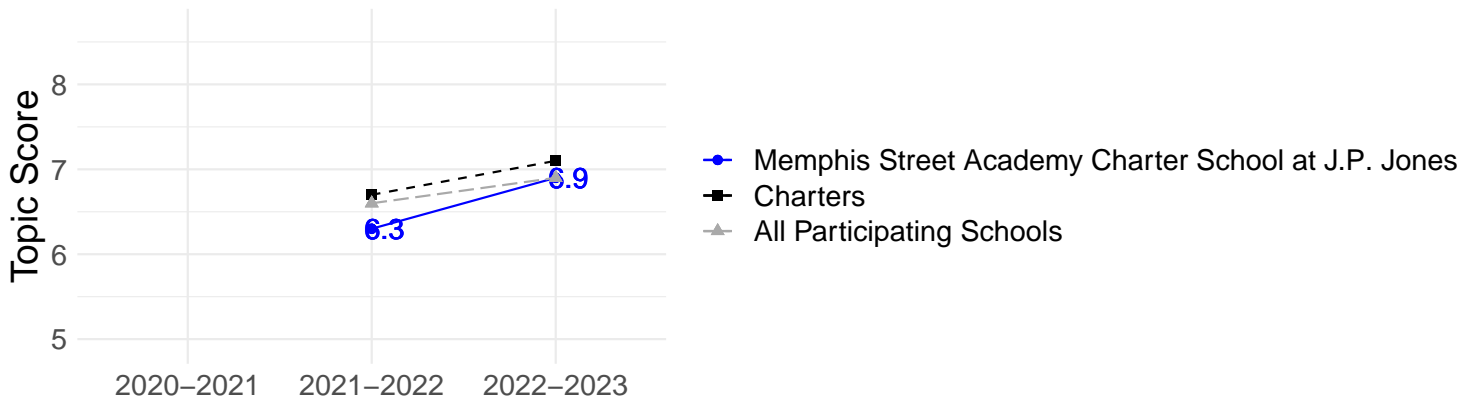 Topic Score
8
7
6
5
6.3
6.9
2020–2021
2021–2022
2022–2023
Memphis Street Academy Charter School at J.P. Jones
Charters
All Participating Schools